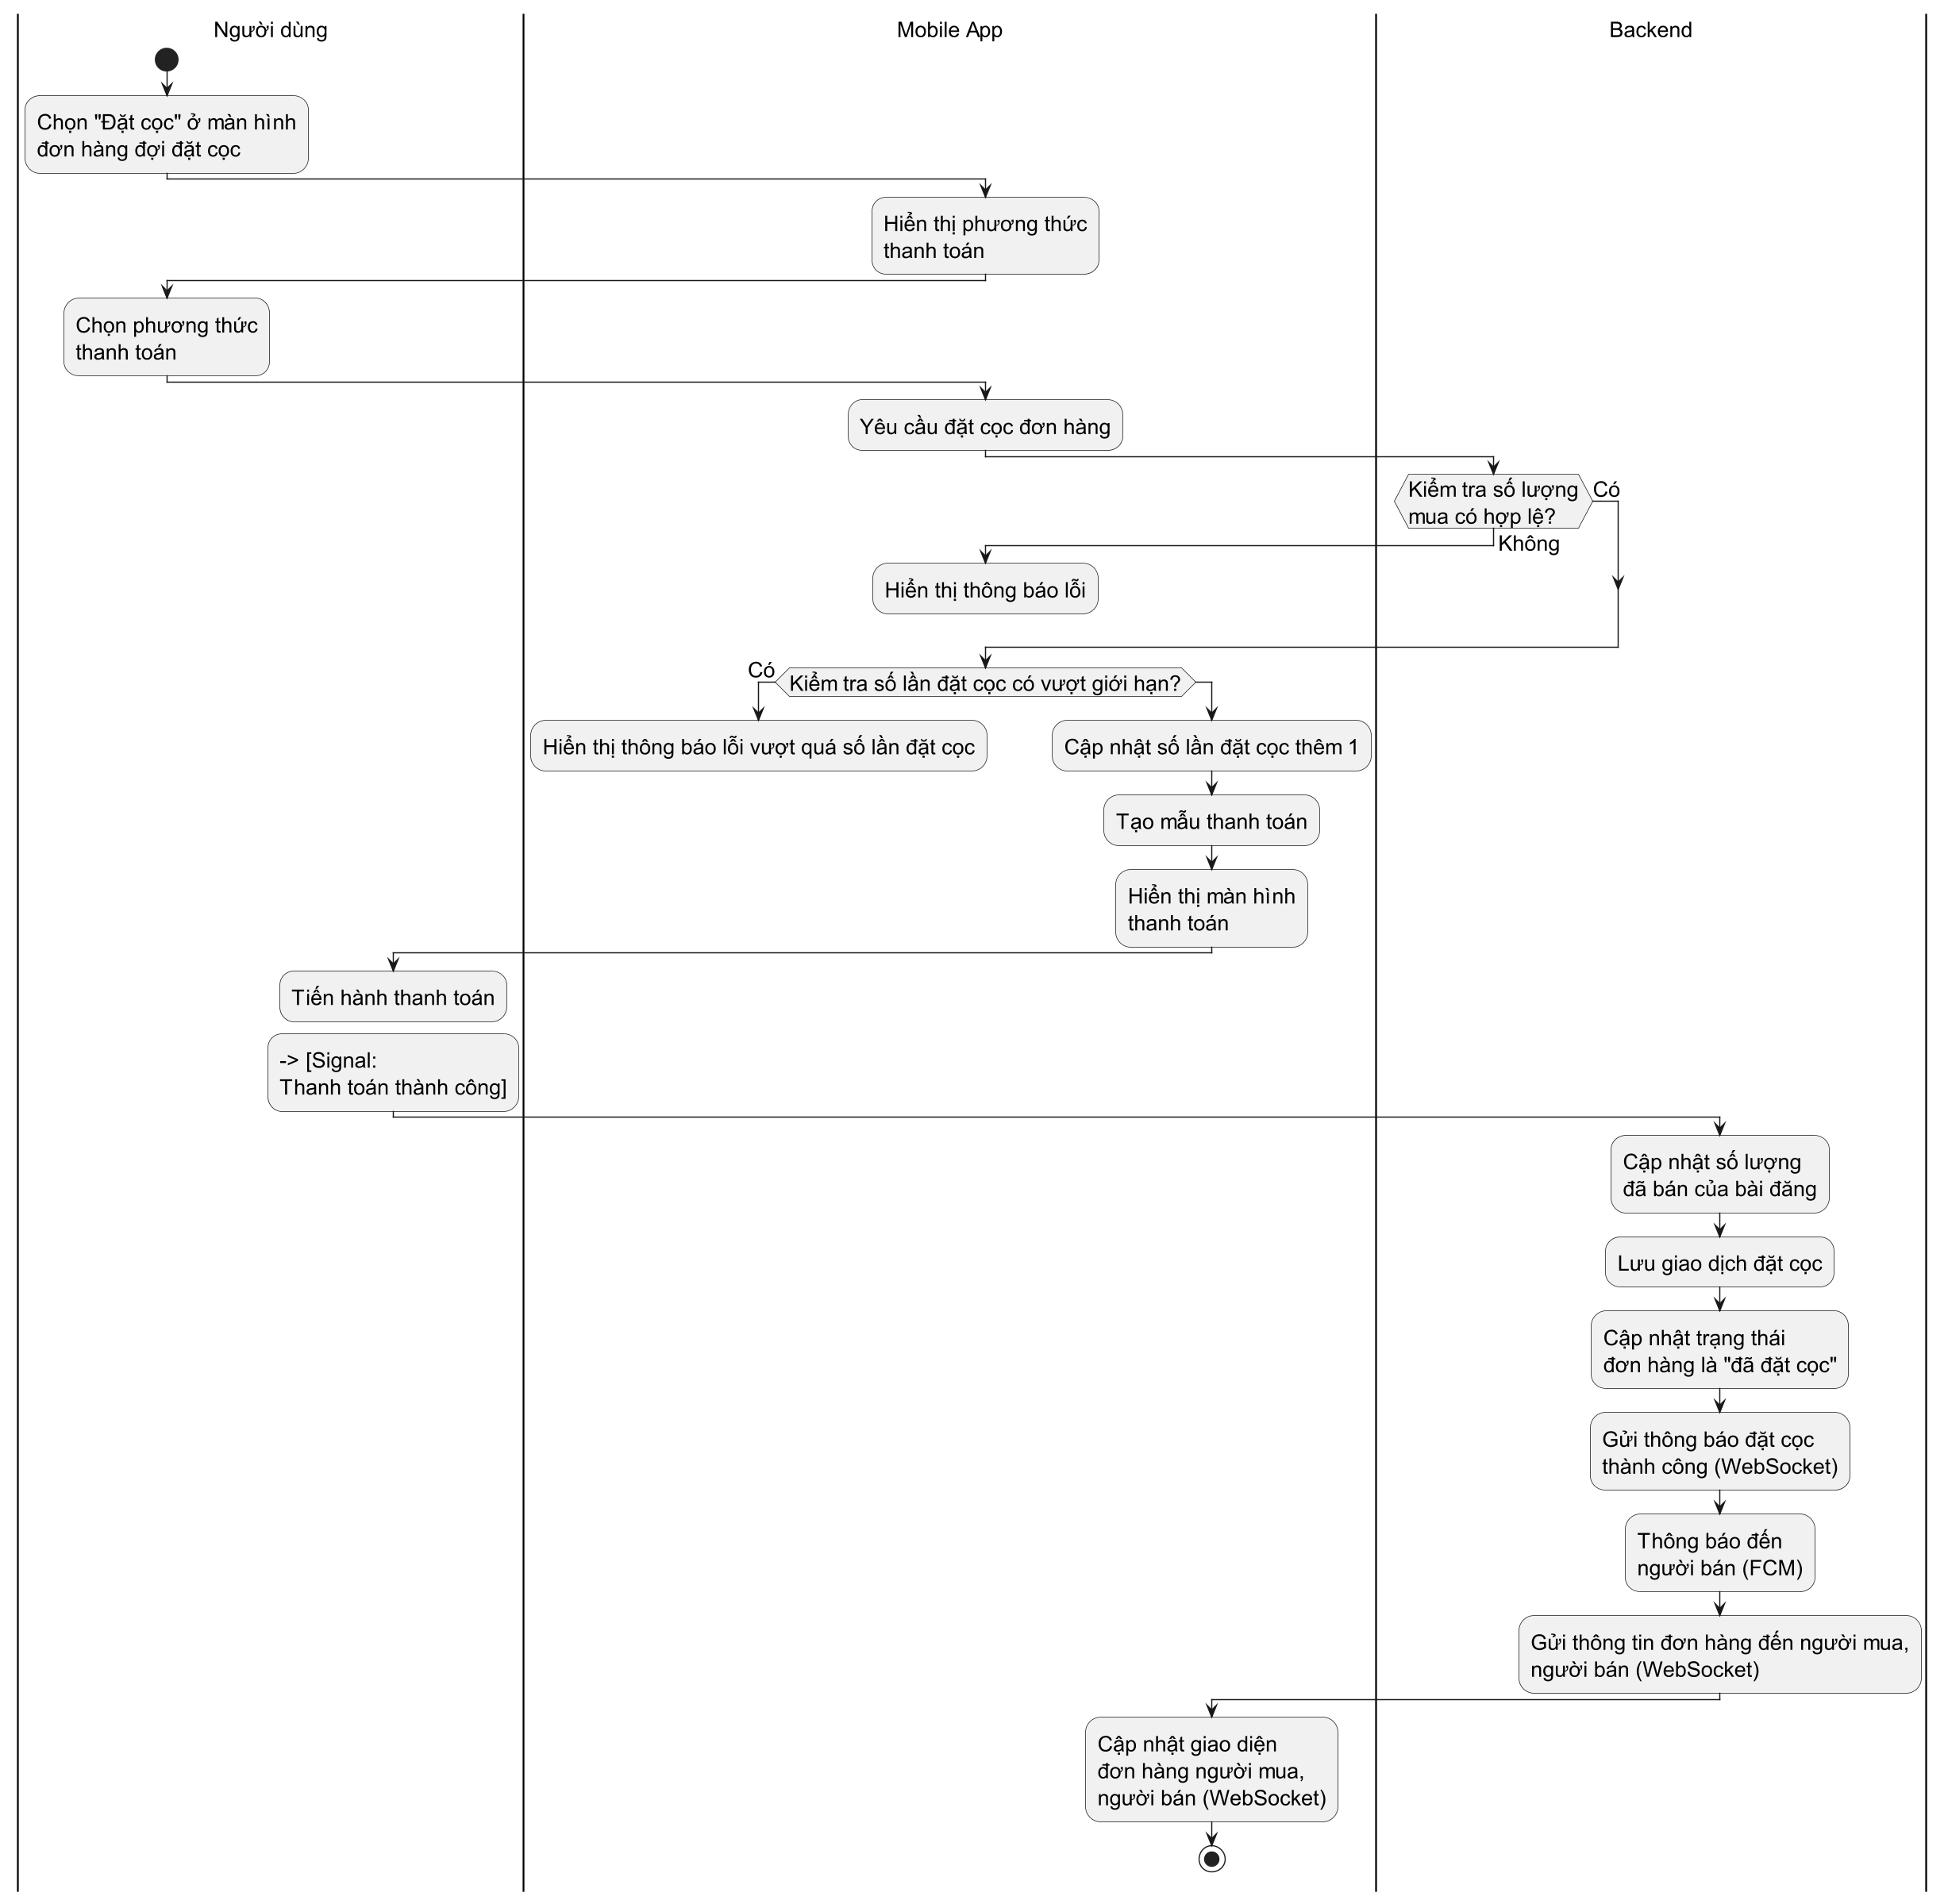 Người dùng
Mobile App
Backend
Chọn "Đặt cọc" ở màn hình
đơn hàng đợi đặt cọc
Hiển thị phương thức
thanh toán
Chọn phương thức
thanh toán
Yêu cầu đặt cọc đơn hàng
Kiểm tra số lượng
mua có hợp lệ?
Có
Không
Hiển thị thông báo lỗi
Có
Kiểm tra số lần đặt cọc có vượt giới hạn?
Hiển thị thông báo lỗi vượt quá số lần đặt cọc
Cập nhật số lần đặt cọc thêm 1
Tạo mẫu thanh toán
Hiển thị màn hình
thanh toán
Tiến hành thanh toán
-> [Signal:
Thanh toán thành công]
Cập nhật số lượng
đã bán của bài đăng
Lưu giao dịch đặt cọc
Cập nhật trạng thái
đơn hàng là "đã đặt cọc"
Gửi thông báo đặt cọc
thành công (WebSocket)
Thông báo đến
người bán (FCM)
Gửi thông tin đơn hàng đến người mua,
người bán (WebSocket)
Cập nhật giao diện
đơn hàng người mua,
người bán (WebSocket)